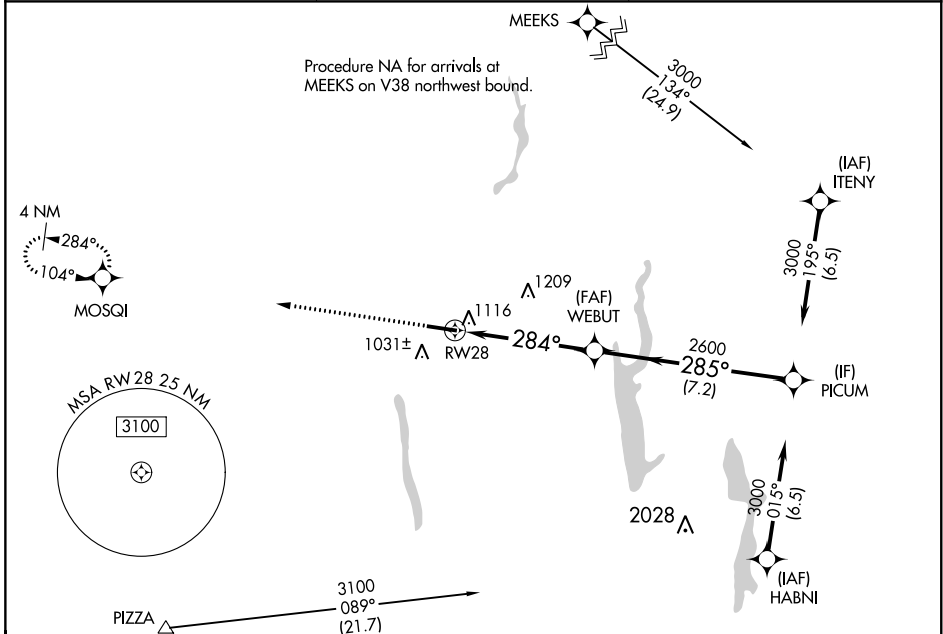 MEEKS
Procedure NA for arrivals at
MEEKS on V38 northwest bound.
3000
134°
(24.9)
(IAF)
ITENY
3000
195°
(6.5)
4 NM
284°
104°
MOSQI
1209
1116
1031±
RW28
(FAF)
WEBUT
284°
2600
285°
(7.2)
(IF)
PICUM
MSA RW 28 25 NM
3100
2028
3000
015°
(6.5)
(IAF)
HABNI
PIZZA
3100
089°
(21.7)